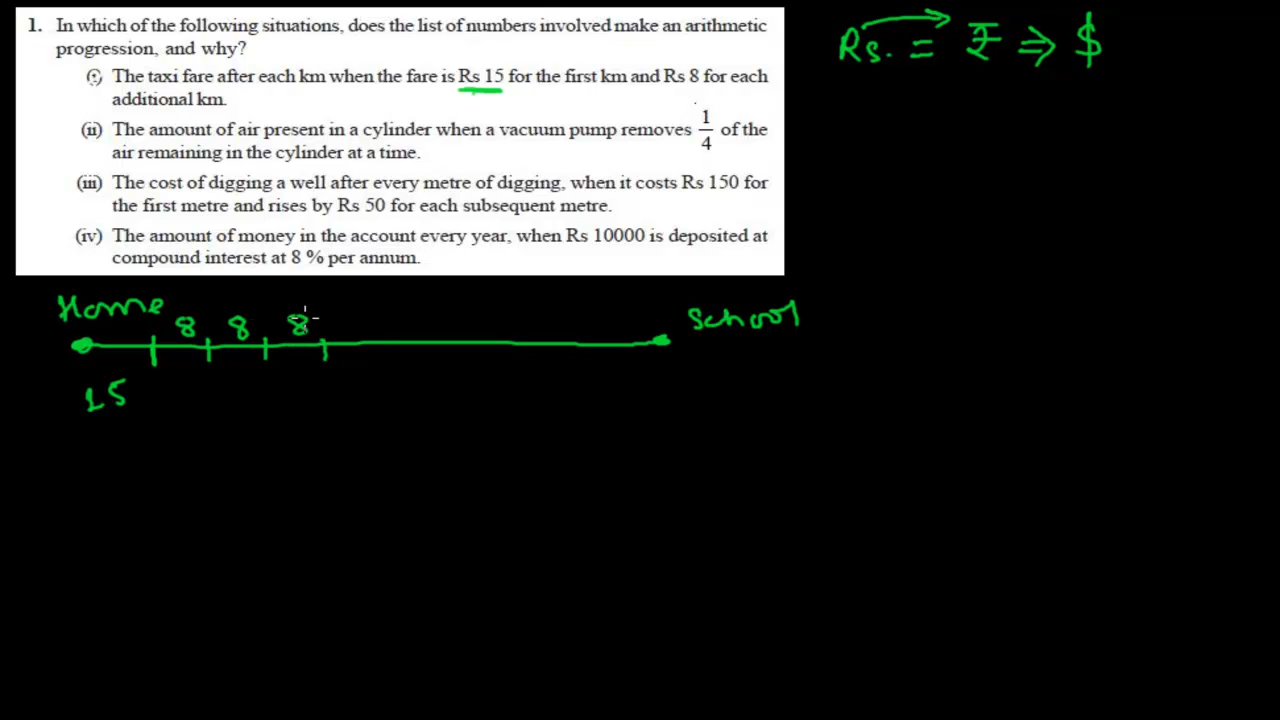 1. In which of the following situations, does the list of numbers involved make an arithmetic
progression, and why?
(i) The taxi fare after each km when the fare is Rs 15 for the first km and Rs 8 for each
additional km.
(ii) The amount of air present in a cylinder when a vacuum pump removes 1/4 of the
air remaining in the cylinder at a time.
(iii) The cost of digging a well after every metre of digging, when it costs Rs 150 for
the first metre and rises by Rs 50 for each subsequent metre.
(iv) The amount of money in the account every year, when Rs 10000 is deposited at
compound interest at 8 % per annum.
Rs. = ₹ ⇒ $
Home 8 8 8 School
15